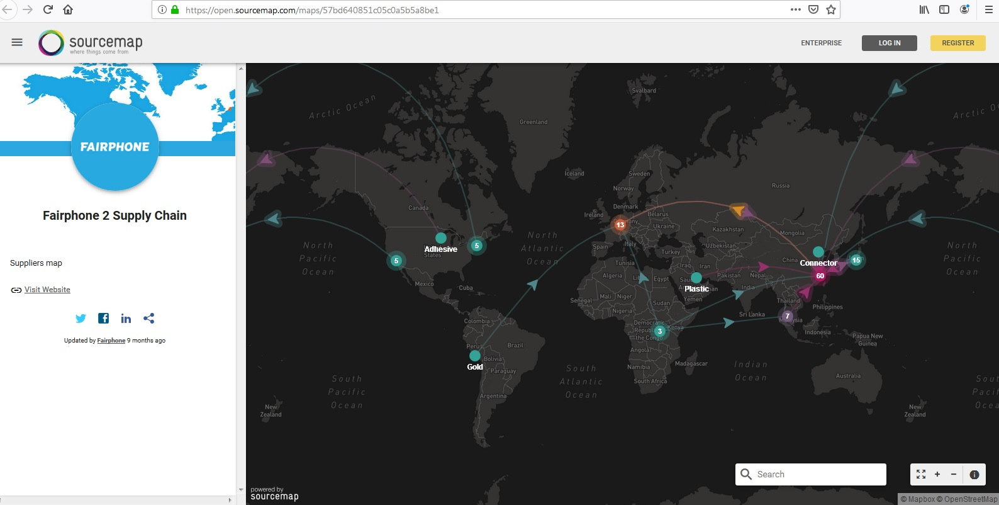 https://open.sourcemap.com/maps/57bd640851c05c0a5b5a8be1
sourcemap
where things come from
ENTERPRISE
LOG IN
REGISTER
FAIRPHONE
Fairphone 2 Supply Chain
Suppliers map
Visit Website
Updated by Fairphone 9 months ago
Arctic Ocean
Svalbard
Greenland
Arctic O
Iceland
Sweden
Norway
Russia
Canada
Denmark
Ireland
Belarus
13
Ukraine
Kazakhstan
Mongolia
North
Pacific
Ocean
Adhesive
States
5
5
North
Atlantic
Ocean
Spain
Italy
Turkey
Uzbekistan
China
Connector
15
North
Pacific
Ocean
Mexico
Cuba
Tunisia
Algeria
Egypt
Iraq
Iran
Plastic
Pakistan
Nepal
60
India
Yemen
Senegal
Mali
Niger
Sudan
Nigeria
Thailand
Philippines
Sri Lanka
7
Malaysia
Colombia
Democratic
Republic
the Congo
3
Kenya
Indonesia
Papua New
Guinea
Peru
Brazil
Gold
Bolivia
Paraguay
Angola
Namibia
Madagascar
South Africa
Indian
Ocean
Australia
South
Pacific
Ocean
South
Atlantic
Ocean
Sout
Pacif
Ocea
Argentina
New
Zealand
New
Zealand
Search
powered by
sourcemap
© Mapbox © OpenStreetMap